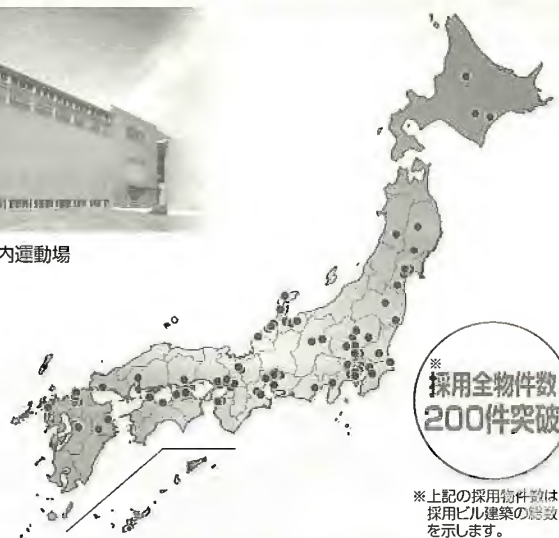 内運動場
※
採用全物件数
200件突破
※上記の採用物件数は
採用ビル建築の総数
を示します。